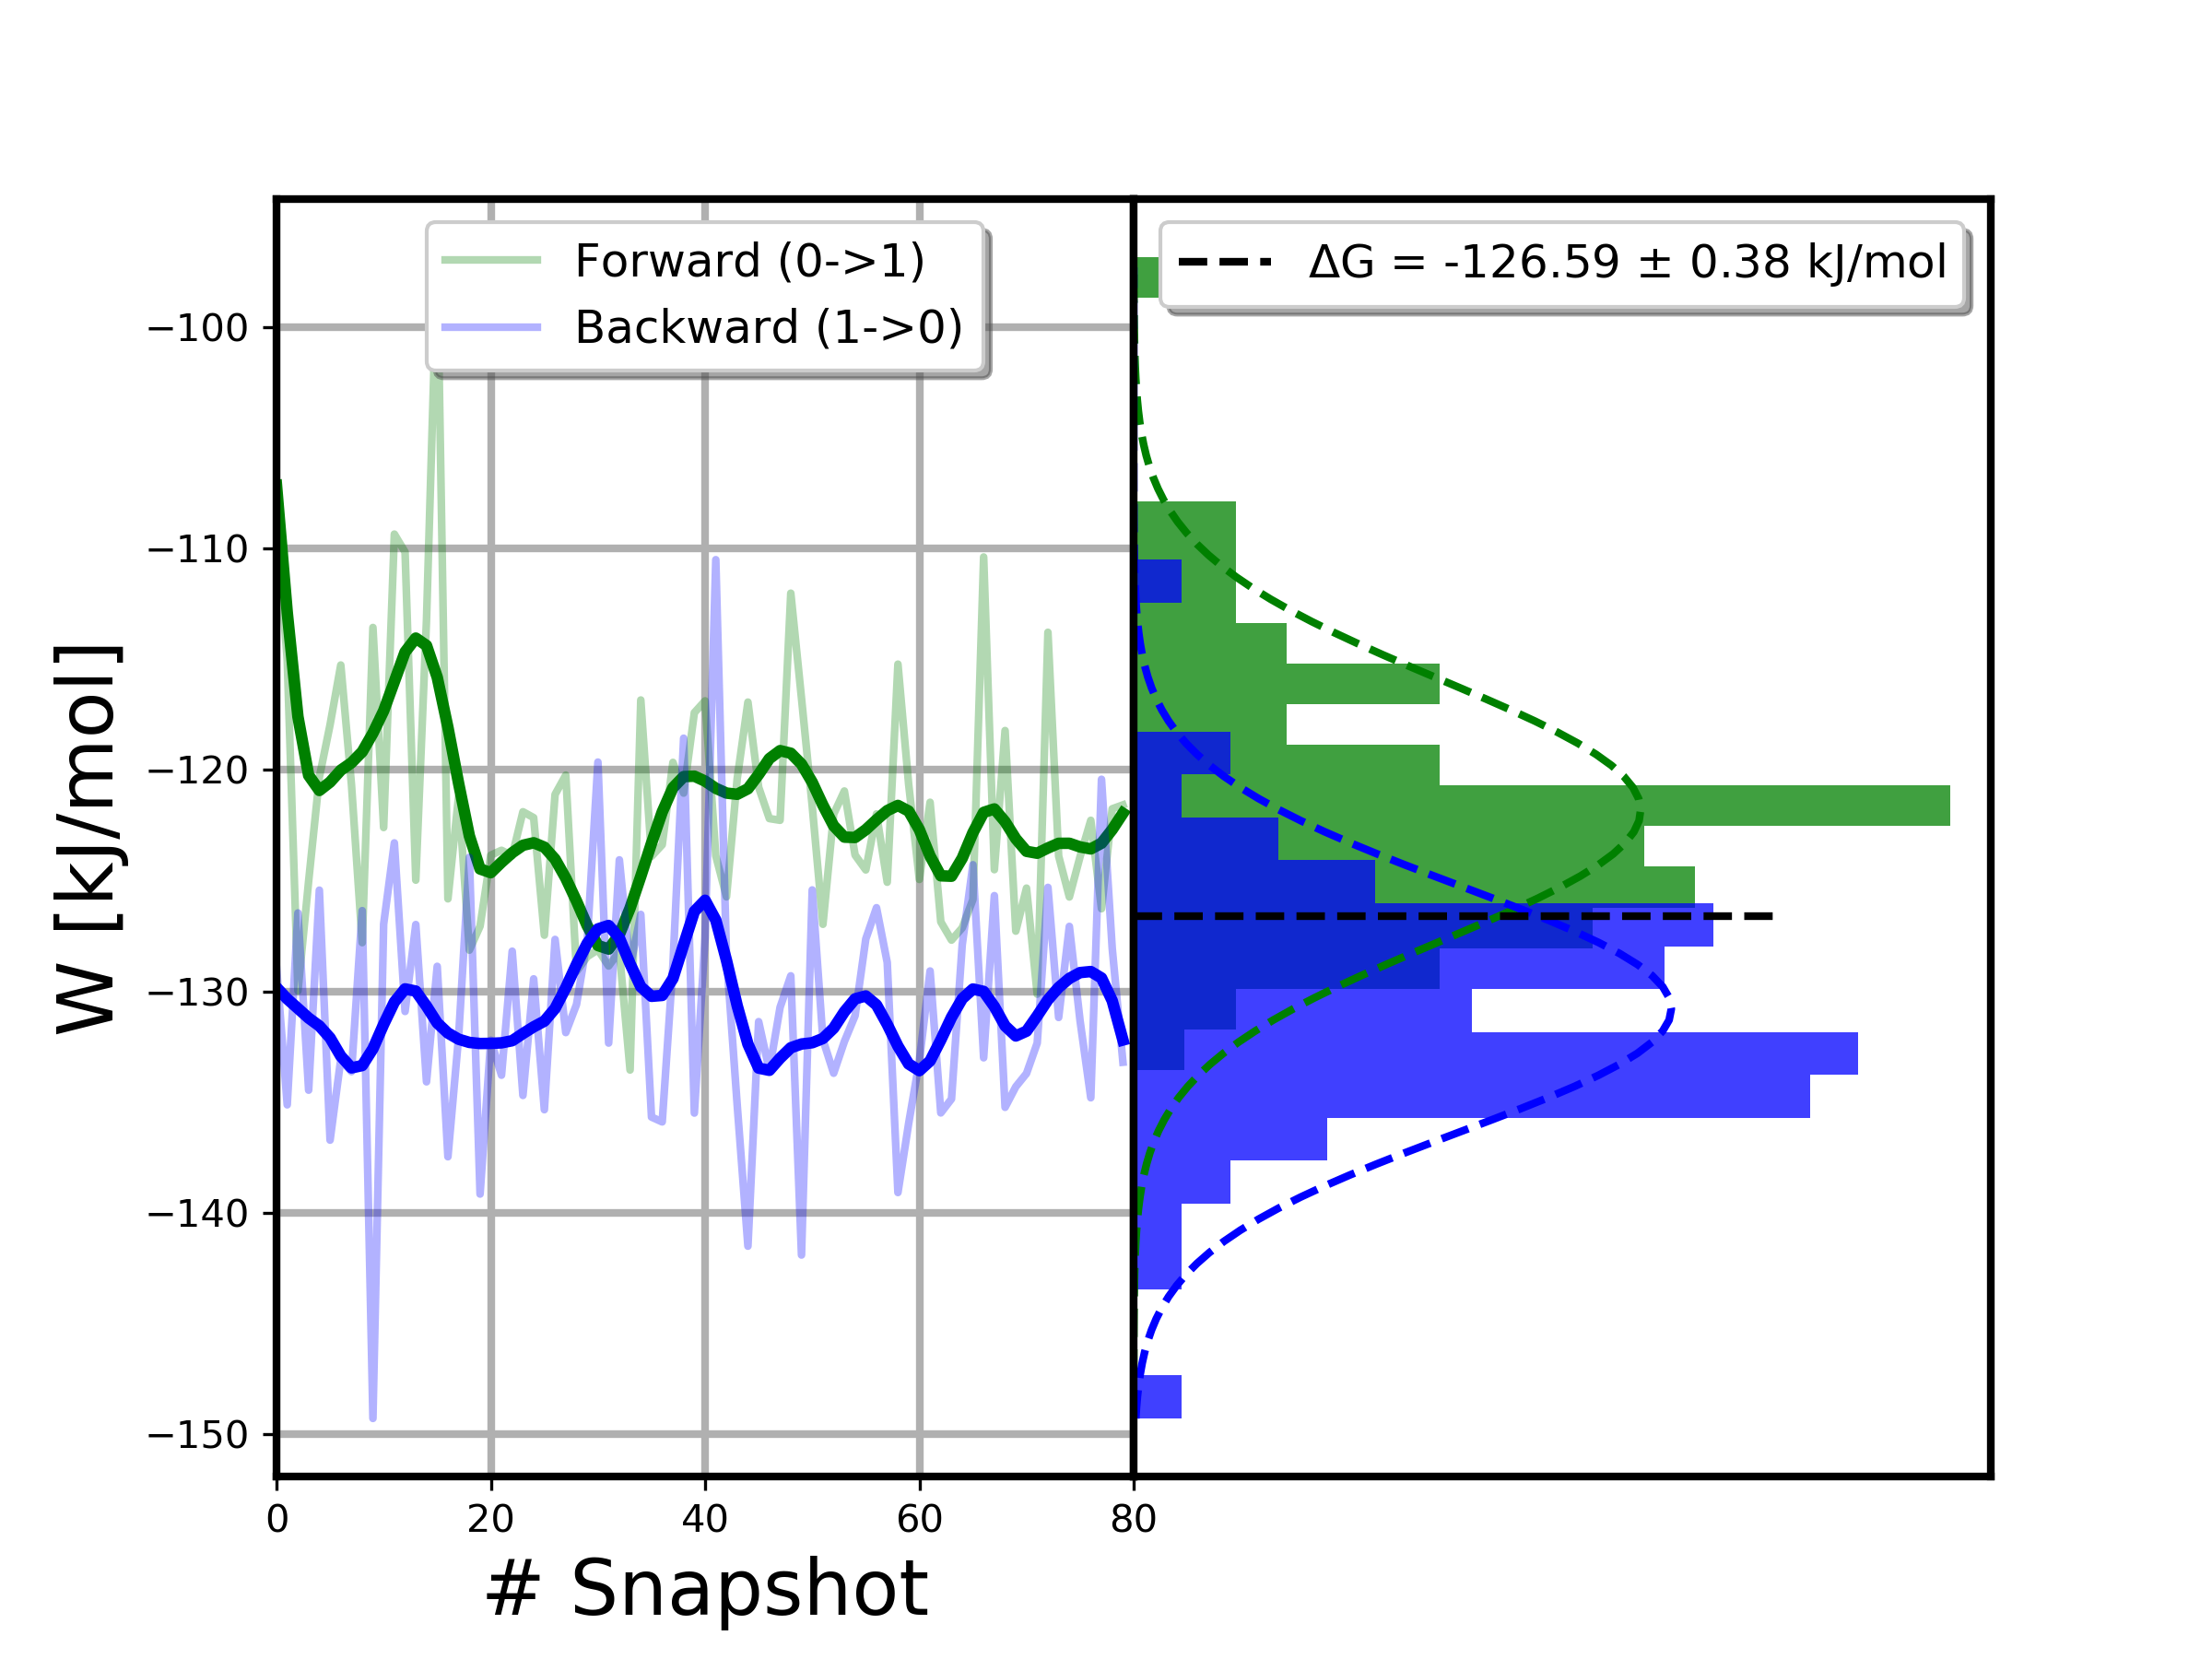 Forward (0->1)
Backward (1->0)
ΔG = -126.59 ± 0.38 kJ/mol
W [kJ/mol]
−100
−110
−120
−130
−140
−150
0 20 40 60 80
# Snapshot